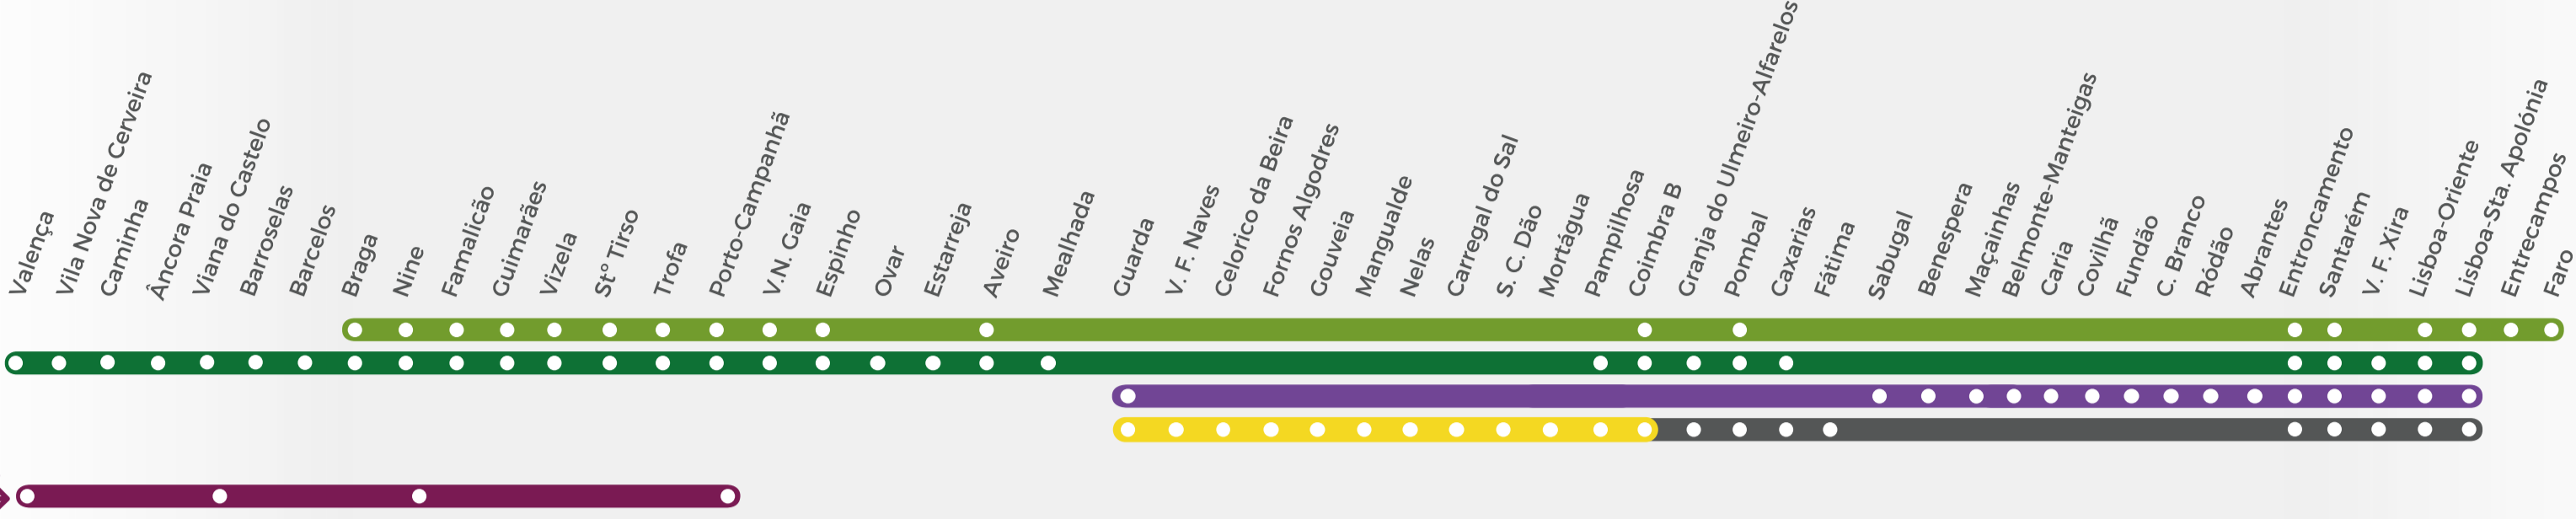 Valença
Vila Nova de Cerveira
Caminha
Âncora Praia
Viana do Castelo
Barroselas
Barcelos
Braga
Nine
Famalicão
Guimarães
Vizela
Stº Tirso
Trofa
Porto-Campanhã
V.N. Gaia
Espinho
Ovar
Estarreja
Aveiro
Mealhada
Guarda
V. F. Naves
Celorico da Beira
Fornos Algodres
Gouveia
Mangualde
Nelas
Carregal do Sal
S. C. Dão
Mortágua
Pampilhosa
Coimbra B
Granja do Ulmeiro-Alfarelos
Pombal
Caxarias
Fátima
Sabugal
Benespera
Maçainhas
Belmonte-Manteigas
Caria
Covilhã
Fundão
C. Branco
Ródão
Abrantes
Entroncamento
Santarém
V. F. Xira
Lisboa-Oriente
Lisboa-Sta. Apolónia
Entrecampos
Faro